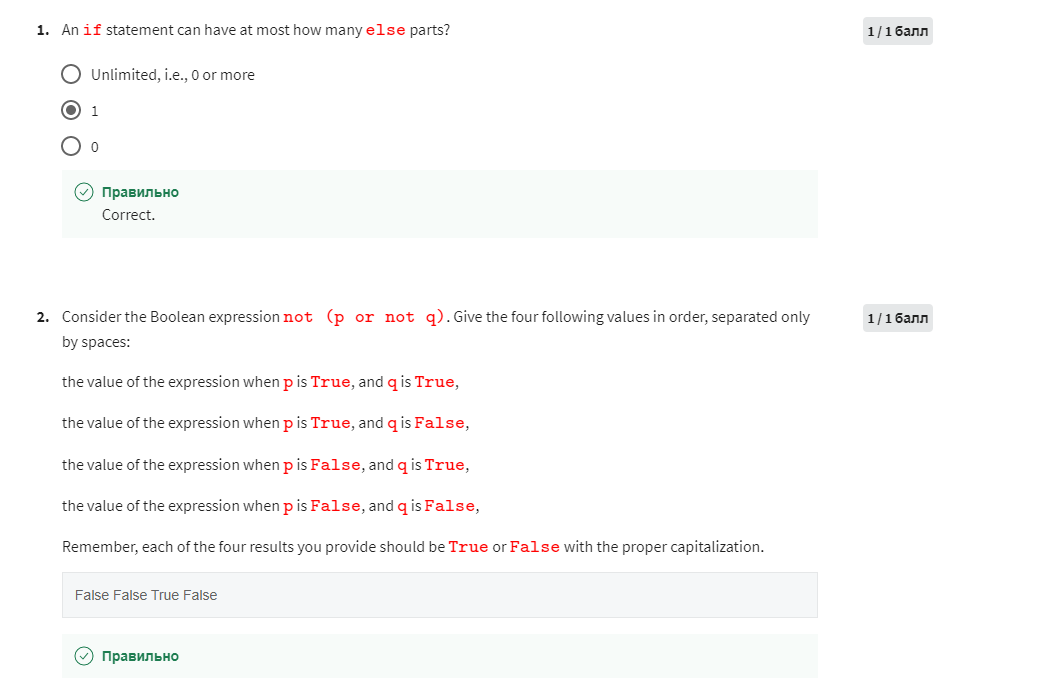 1. An if statement can have at most how many else parts?
1 / 1 балл
Unlimited, i.e., 0 or more
1
0
Правильно
Correct.
2. Consider the Boolean expression not (p or not q). Give the four following values in order, separated only
1 / 1 балл
by spaces:
the value of the expression when p is True, and q is True,
the value of the expression when p is True, and q is False,
the value of the expression when p is False, and q is True,
the value of the expression when p is False, and q is False,
Remember, each of the four results you provide should be True or False with the proper capitalization.
False False True False
Правильно